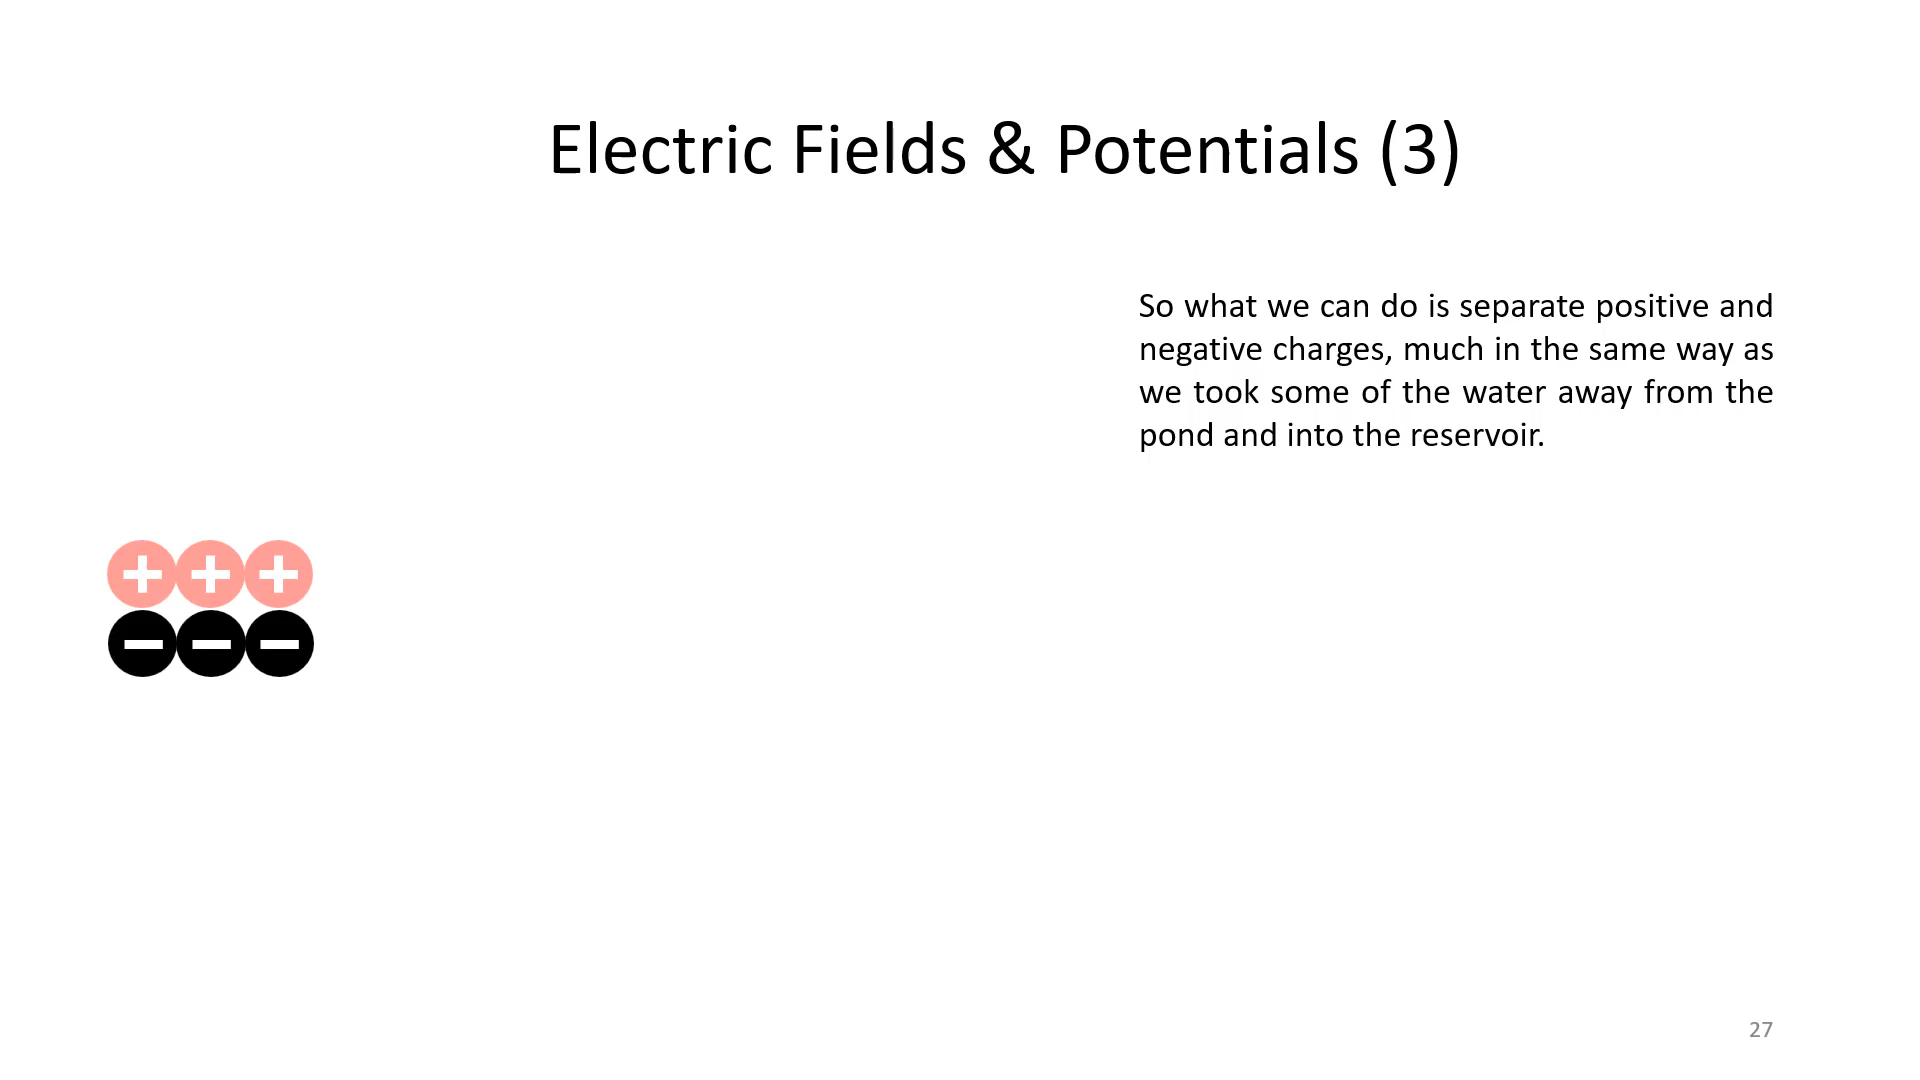 Electric Fields & Potentials (3)
So what we can do is separate positive and
negative charges, much in the same way as
we took some of the water away from the
pond and into the reservoir.
+ + +
− − −
27